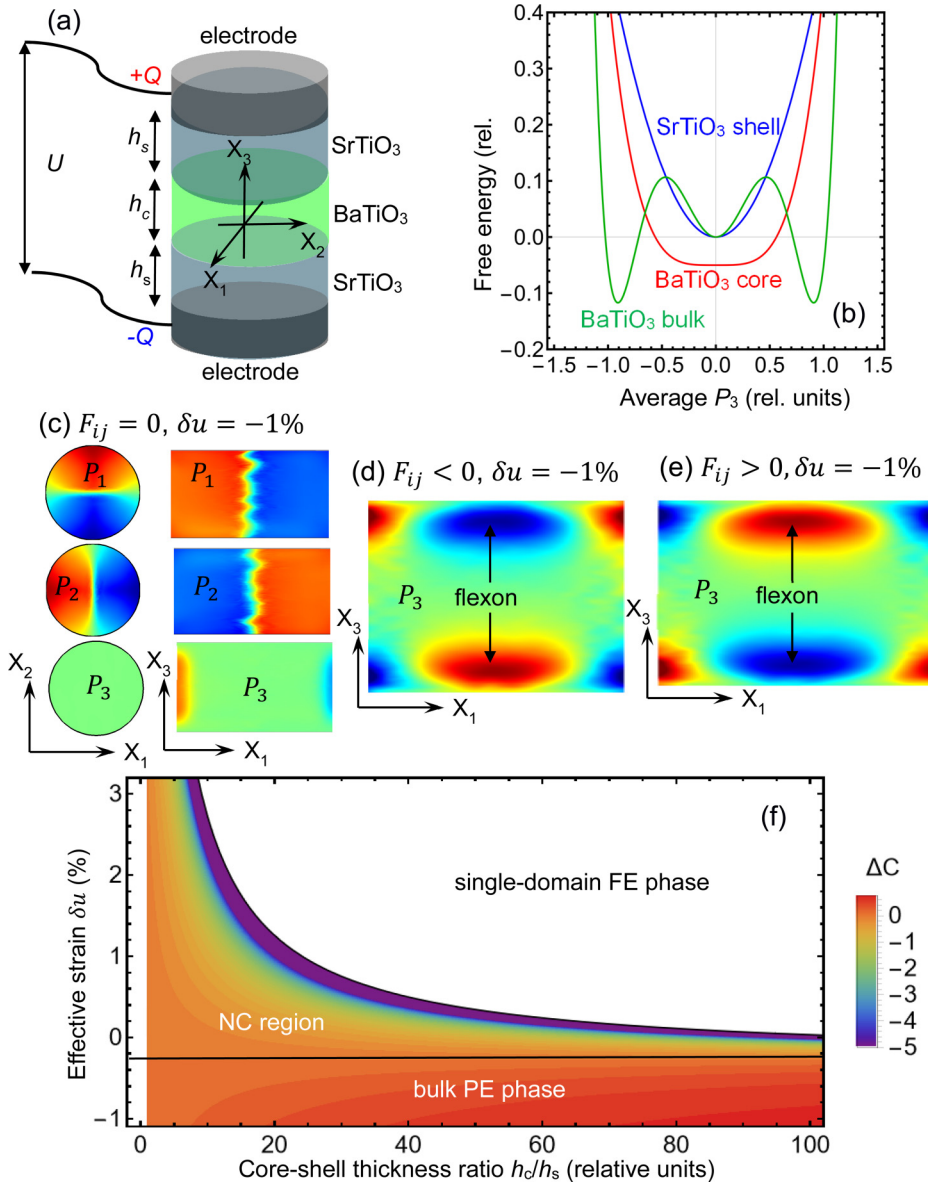 (a)
electrode
+Q
h_s
SrTiO₃
X₃
U
h_c
BaTiO₃
X₂
h_s
X₁
SrTiO₃
-Q
electrode
Free energy (rel.)
0.4
0.3
0.2
0.1
0.0
−0.1
−0.2
SrTiO₃ shell
BaTiO₃ core
BaTiO₃ bulk
(b)
−1.5 −1.0 −0.5 0.0 0.5 1.0 1.5
Average P₃ (rel. units)
(c) F_ij = 0, δu = −1%
P₁ P₁
P₂ P₂
P₃ P₃
X₂ X₃
X₁ X₁
(d) F_ij < 0, δu = −1%
P₃
flexon
X₃
X₁
(e) F_ij > 0, δu = −1%
P₃
flexon
X₃
X₁
(f)
Effective strain δu (%)
3
2
1
0
−1
single-domain FE phase
NC region
bulk PE phase
0 20 40 60 80 100
Core-shell thickness ratio h_c/h_s (relative units)
ΔC
0
−1
−2
−3
−4
−5